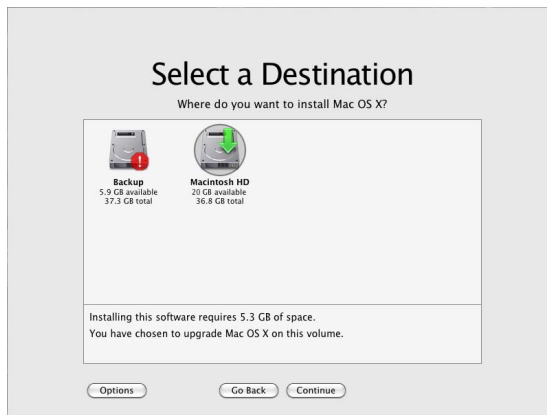 Select a Destination
Where do you want to install Mac OS X?
Backup
5.9 GB available
37.3 GB total
Macintosh HD
20 GB available
36.8 GB total
Installing this software requires 5.3 GB of space.
You have chosen to upgrade Mac OS X on this volume.
Options
Go Back
Continue